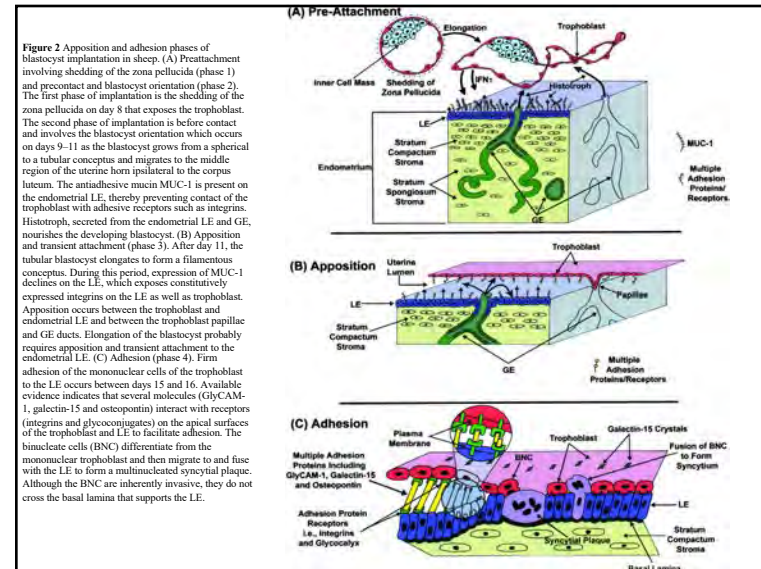 Figure 2 Apposition and adhesion phases of
blastocyst implantation in sheep. (A) Preattachment
involving shedding of the zona pellucida (phase 1)
and precontact and blastocyst orientation (phase 2).
The first phase of implantation is the shedding of the
zona pellucida on day 8 that exposes the trophoblast.
The second phase of implantation is before contact
and involves the blastocyst orientation which occurs
on days 9–11 as the blastocyst grows from a spherical
to a tubular conceptus and migrates to the middle
region of the uterine horn ipsilateral to the corpus
luteum. The antiadhesive mucin MUC-1 is present on
the endometrial LE, thereby preventing contact of the
trophoblast with adhesive receptors such as integrins.
Histotroph, secreted from the endometrial LE and GE,
nourishes the developing blastocyst. (B) Apposition
and transient attachment (phase 3). After day 11, the
tubular blastocyst elongates to form a filamentous
conceptus. During this period, expression of MUC-1
declines on the LE, which exposes constitutively
expressed integrins on the LE as well as trophoblast.
Apposition occurs between the trophoblast and
endometrial LE and between the trophoblast papillae
and GE ducts. Elongation of the blastocyst probably
requires apposition and transient attachment to the
endometrial LE. (C) Adhesion (phase 4). Firm
adhesion of the mononuclear cells of the trophoblast
to the LE occurs between days 15 and 16. Available
evidence indicates that several molecules (GlyCAM-
1, galectin-15 and osteopontin) interact with receptors
(integrins and glycoconjugates) on the apical surfaces
of the trophoblast and LE to facilitate adhesion. The
binucleate cells (BNC) differentiate from the
mononuclear trophoblast and then migrate to and fuse
with the LE to form a multinucleated syncytial plaque.
Although the BNC are inherently invasive, they do not
cross the basal lamina that supports the LE.
(A) Pre-Attachment
Elongation
Trophoblast
Inner Cell Mass
Shedding of
Zona Pellucida
IFNτ
Histotroph
LE
Stratum
Compactum
Stroma
Endometrium
Stratum
Spongiosum
Stroma
GE
MUC-1
Multiple
Adhesion
Proteins/
Receptors
(B) Apposition
Uterine
Lumen
Trophoblast
LE
Papillae
Stratum
Compactum
Stroma
GE
Multiple
Adhesion
Proteins/Receptors
(C) Adhesion
Plasma
Membrane
Galectin-15 Crystals
Trophoblast
BNC
Fusion of BNC
to Form
Syncytium
Multiple Adhesion
Proteins Including
GlyCAM-1, Galectin-15
and Osteopontin
LE
Adhesion Protein
Receptors
i.e., Integrins
and Glycocalyx
Syncytial Plaque
Stratum
Compactum
Stroma
Basal Lamina